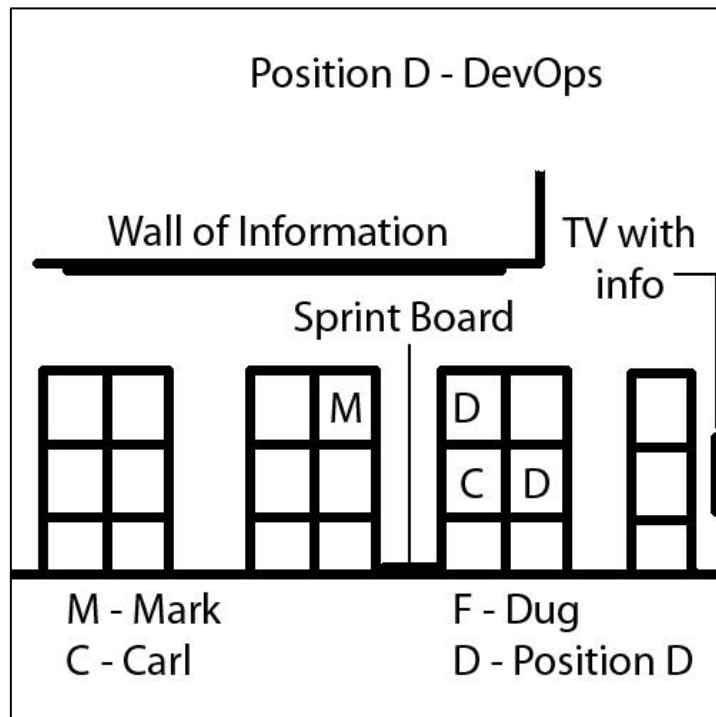 Position D - DevOps
Wall of Information
TV with
info
Sprint Board
M
D
C
D
M - Mark
F - Dug
C - Carl
D - Position D